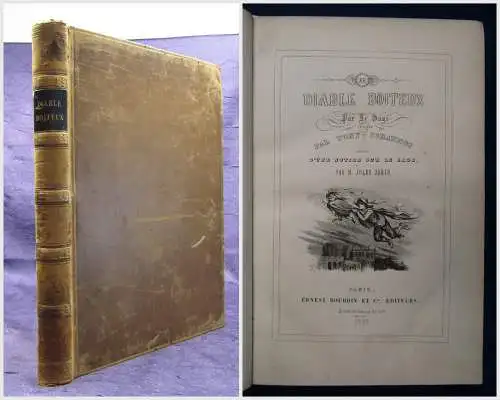 DIABLE
BOITEUX
LE
DIABLE BOITEUX
Par Le Sage
PAR TONY JOHANNOT
D'UNE NOTICE SUR LE SAGE,
PAR M. JULES JANIN
PARIS,
ERNEST BOURDIN ET Cie, ÉDITEURS,